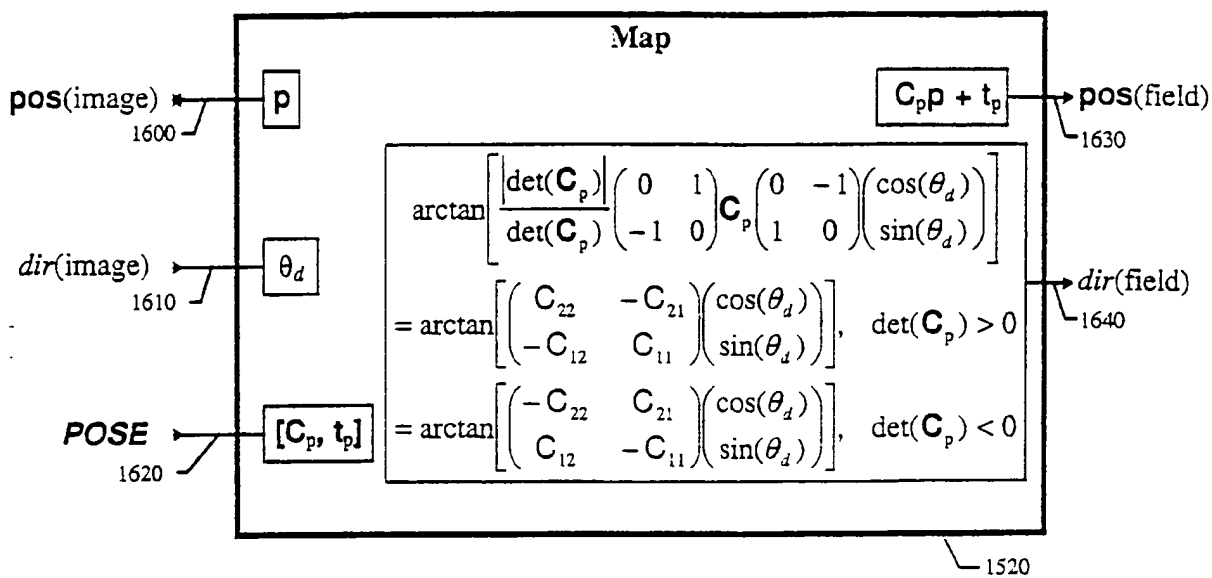 Map
pos(image)
1600
p
C_p p + t_p
pos(field)
1630
dir(image)
1610
θ_d
arctan[ |det(C_p)| / det(C_p) ( 0 1 ; −1 0 ) C_p ( 0 −1 ; 1 0 ) ( cos(θ_d) ; sin(θ_d) ) ]
= arctan[ ( C_22 −C_21 ; −C_12 C_11 ) ( cos(θ_d) ; sin(θ_d) ) ], det(C_p) > 0
= arctan[ ( −C_22 C_21 ; C_12 −C_11 ) ( cos(θ_d) ; sin(θ_d) ) ], det(C_p) < 0
dir(field)
1640
POSE
1620
[C_p, t_p]
1520